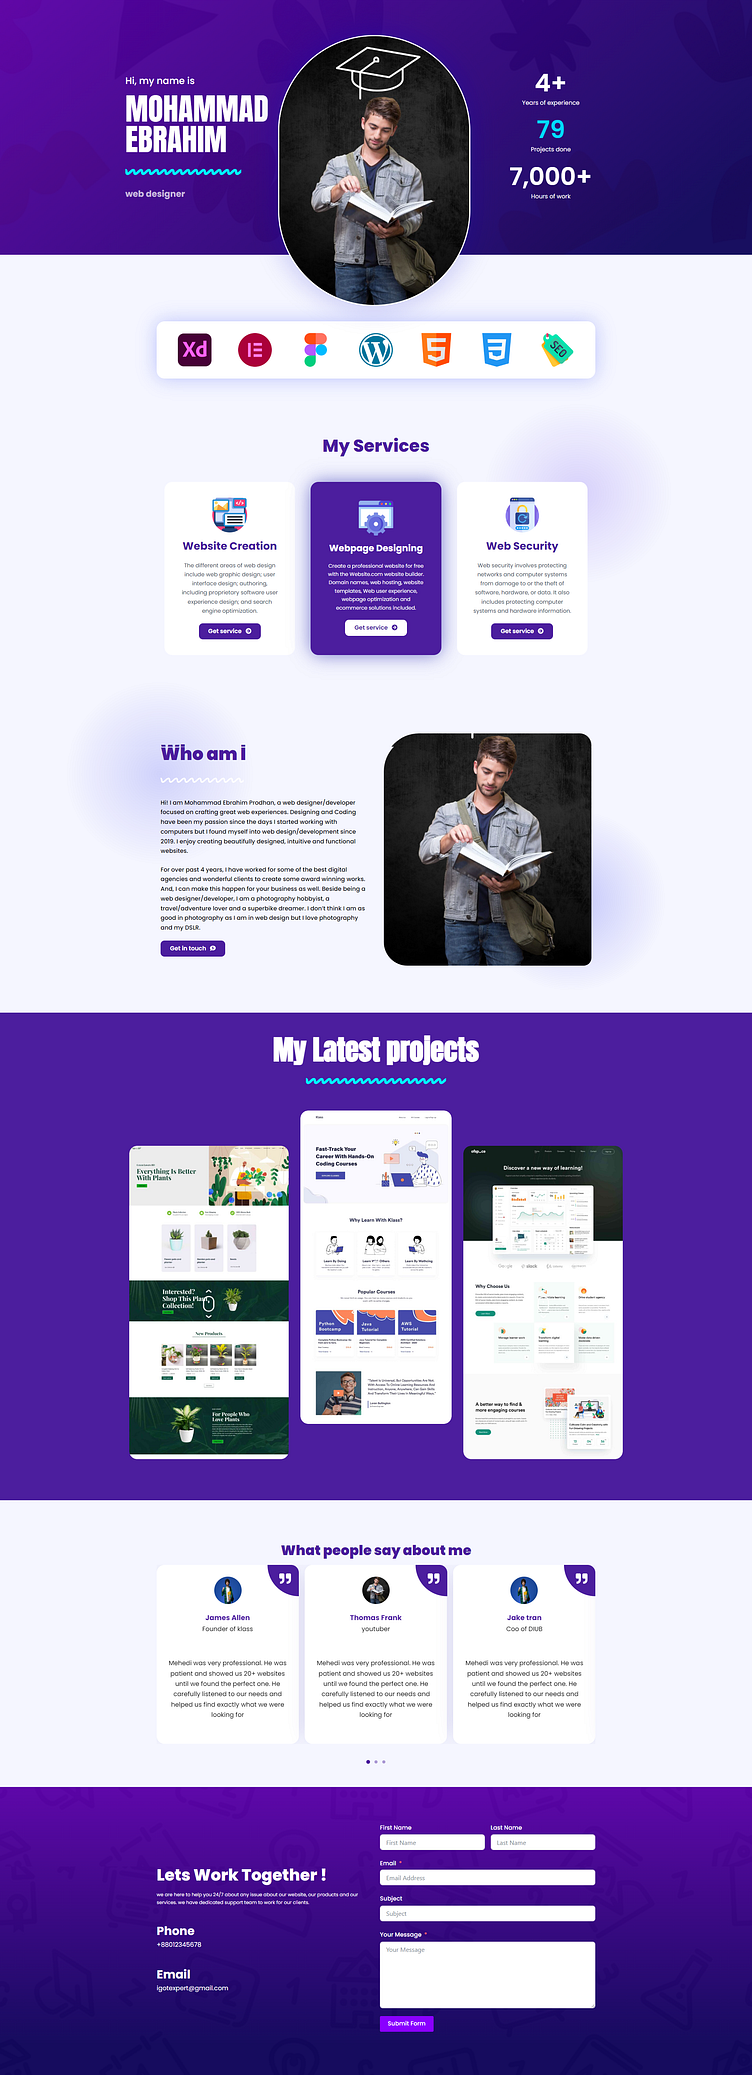 Hi, my name is
MOHAMMAD
EBRAHIM
web designer
4+
Years of experience
79
Projects done
7,000+
Hours of work
Xd
SEO
My Services
Website Creation
The different areas of web design
include web graphic design; user
interface design; authoring,
including proprietary software user
experience design; and search
engine optimization.
Get service
Webpage Designing
Create a professional website for free
with the Website.com website builder.
Domain names, web hosting, website
templates, Web user experience,
webpage optimization and
ecommerce solutions included.
Get service
Web Security
Web security involves protecting
networks and computer systems
from damage to or the theft of
software, hardware, or data. It also
includes protecting computer
systems and hardware information.
Get service
Who am i
Hi! I am Mohammad Ebrahim Prodhan, a web designer/developer
focused on crafting great web experiences. Designing and Coding
have been my passion since the days I started working with
computers but I found myself into web design/development since
2019. I enjoy creating beautifully designed, intuitive and functional
websites.
For over past 4 years, I have worked for some of the best digital
agencies and wonderful clients to create some award winning works.
And, I can make this happen for your business as well. Beside being a
web designer/developer, I am a photography hobbyist, a
travel/adventure lover and a superbike dreamer. I don't think I am as
good in photography as I am in web design but I love photography
and my DSLR.
Get in touch
My Latest projects
Everything Is Better
With Plants
Interested?
Shop This Plant
Collection!
New Products
For People Who
Love Plants
Fast-Track Your
Career With Hands-On
Coding Courses
Why Learn With Klass?
Learn By Doing
Learn With Others
Learn By Mentoring
Popular Courses
Python
Bootcamp
Java
Tutorial
AWS
Tutorial
Discover a new way of learning!
Google
slack
Why Choose Us
A better way to find &
more engaging courses
What people say about me
James Allen
Founder of klass
Mehedi was very professional. He was
patient and showed us 20+ websites
until we found the perfect one. He
carefully listened to our needs and
helped us find exactly what we were
looking for
Thomas Frank
youtuber
Mehedi was very professional. He was
patient and showed us 20+ websites
until we found the perfect one. He
carefully listened to our needs and
helped us find exactly what we were
looking for
Jake tran
Coo of DIUB
Mehedi was very professional. He was
patient and showed us 20+ websites
until we found the perfect one. He
carefully listened to our needs and
helped us find exactly what we were
looking for
Lets Work Together !
we are here to help you 24/7 about any issue about our website, our products and our
services. we have dedicated support team to work for our clients.
Phone
+88012345678
Email
igotexpert@gmail.com
First Name
Last Name
First Name
Last Name
Email *
Email Address
Subject
Subject
Your Message *
Your Message
Submit Form